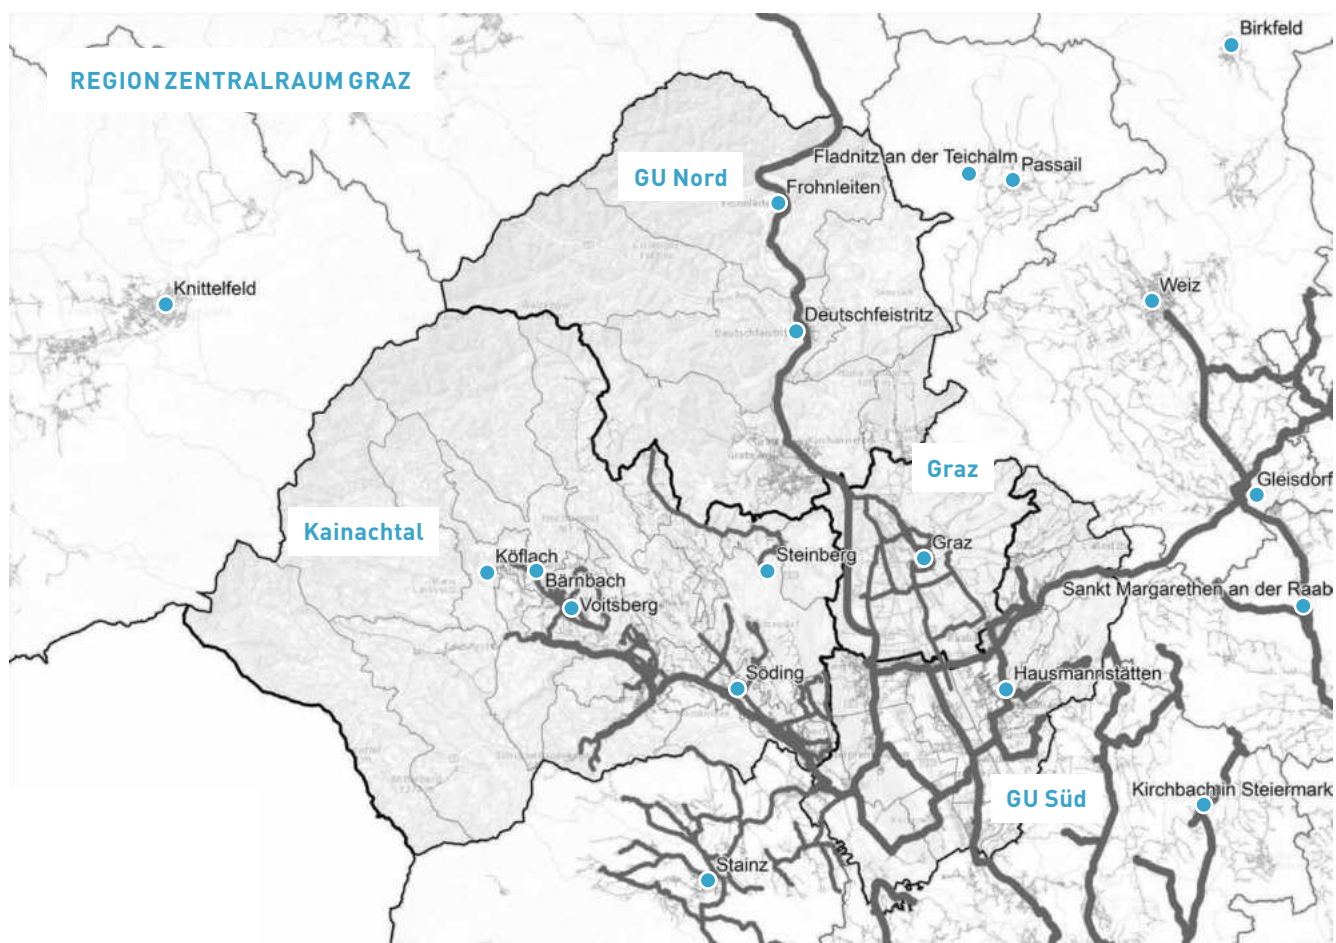 Birkfeld
REGION ZENTRALRAUM GRAZ
Fladnitz an der Teichalm
Passail
GU Nord
Frohnleiten
Knittelfeld
Weiz
Deutschfeistritz
Deutschfeistritz
Graz
Gleisdorf
Kainachtal
Graz
Köflach
Steinberg
Bärnbach
Sankt Margarethen an der Raab
Voitsberg
Söding
Hausmannstätten
GU Süd
Kirchbach in Steiermark
Stainz